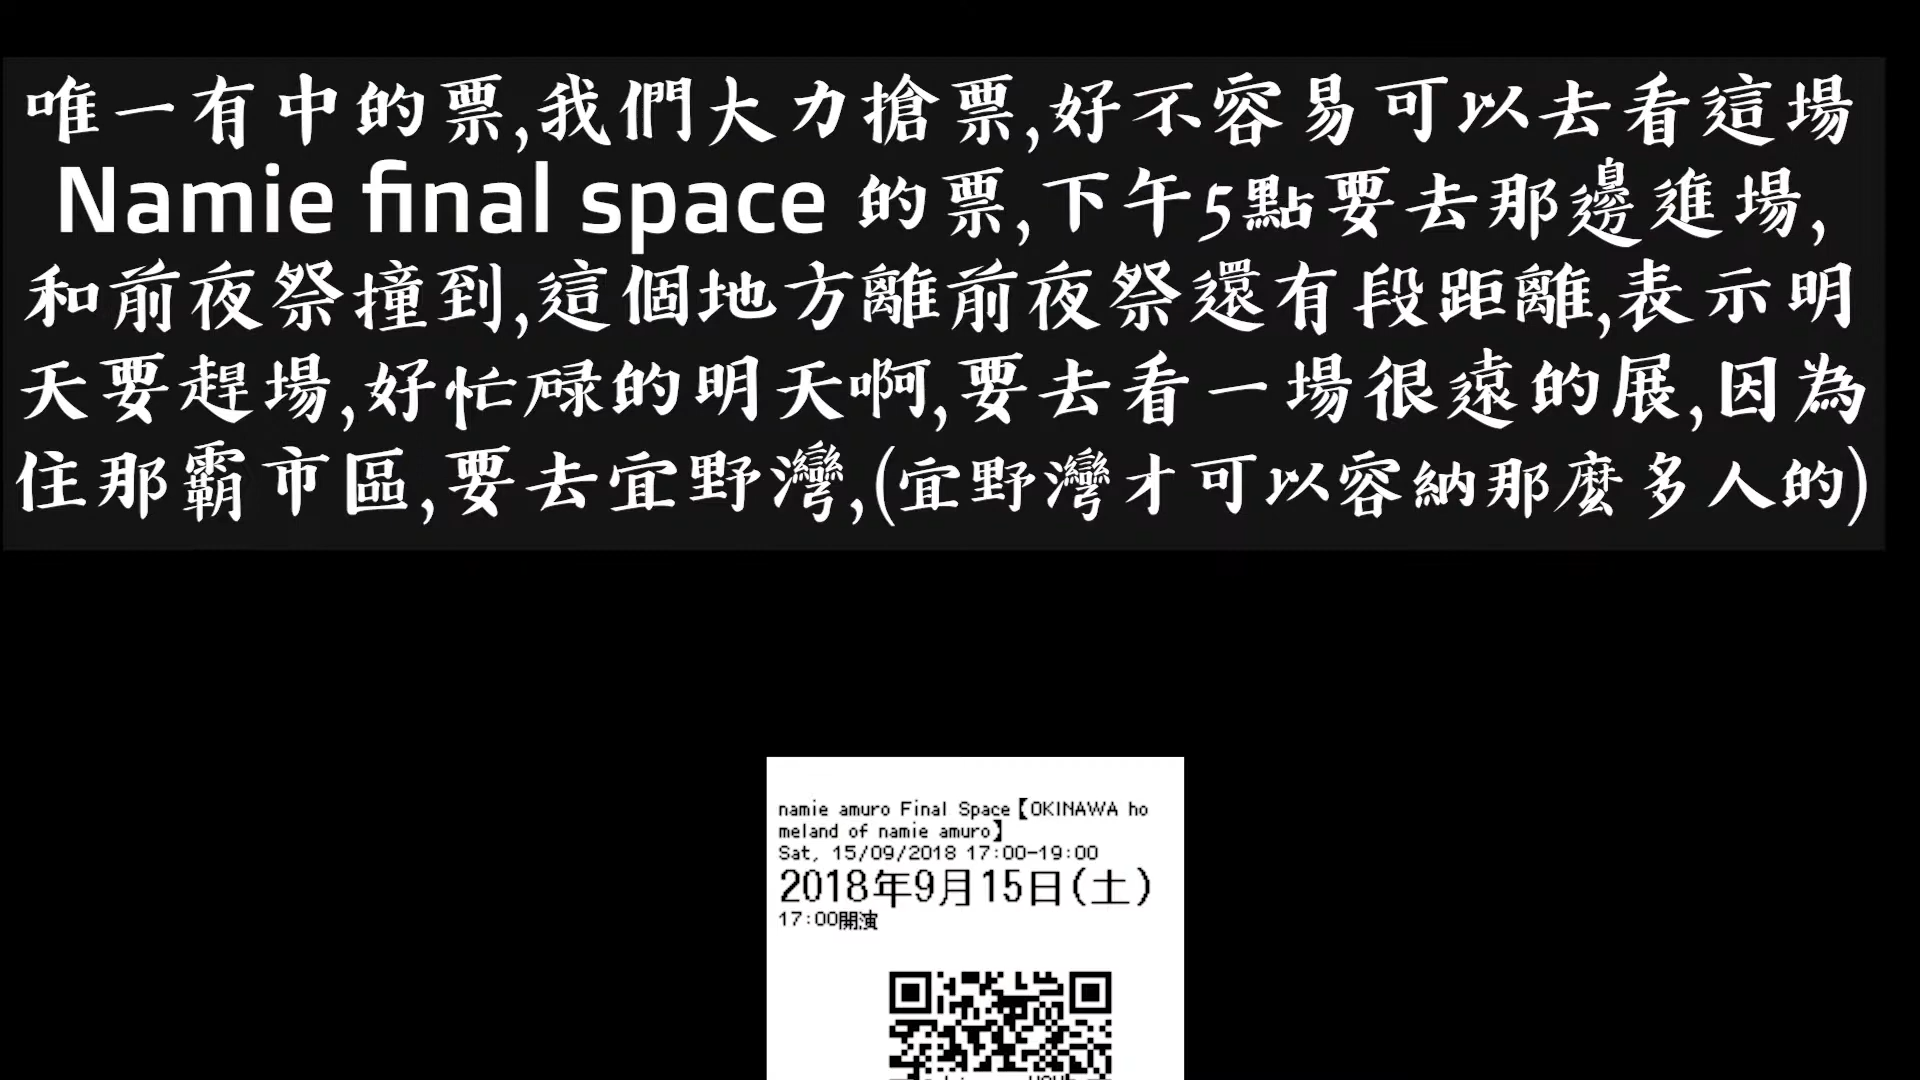 唯一有中的票,我們大力搶票,好不容易可以去看這場
Namie final space 的票,下午5點要去那邊進場,
和前夜祭撞到,這個地方離前夜祭還有段距離,表示明
天要趕場,好忙碌的明天啊,要去看一場很遠的展,因為
住那霸市區,要去宜野灣,(宜野灣才可以容納那麼多人的)
namie amuro Final Space【OKINAWA ho
meland of namie amuro】
Sat, 15/09/2018 17:00-19:00
2018年9月15日(土)
17:00開演